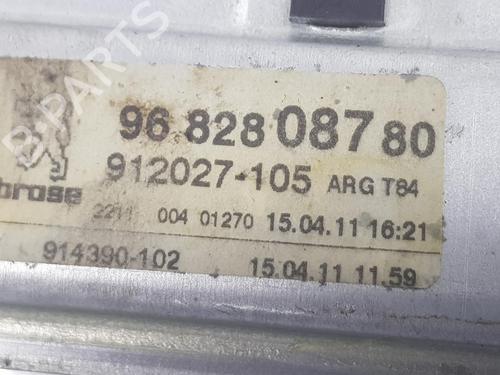 96 828 087 80
912027-105 ARG T84
brose
2211 004 01270 15.04.11 16:21
914390-102 15.04.11 11.59
B-PARTS